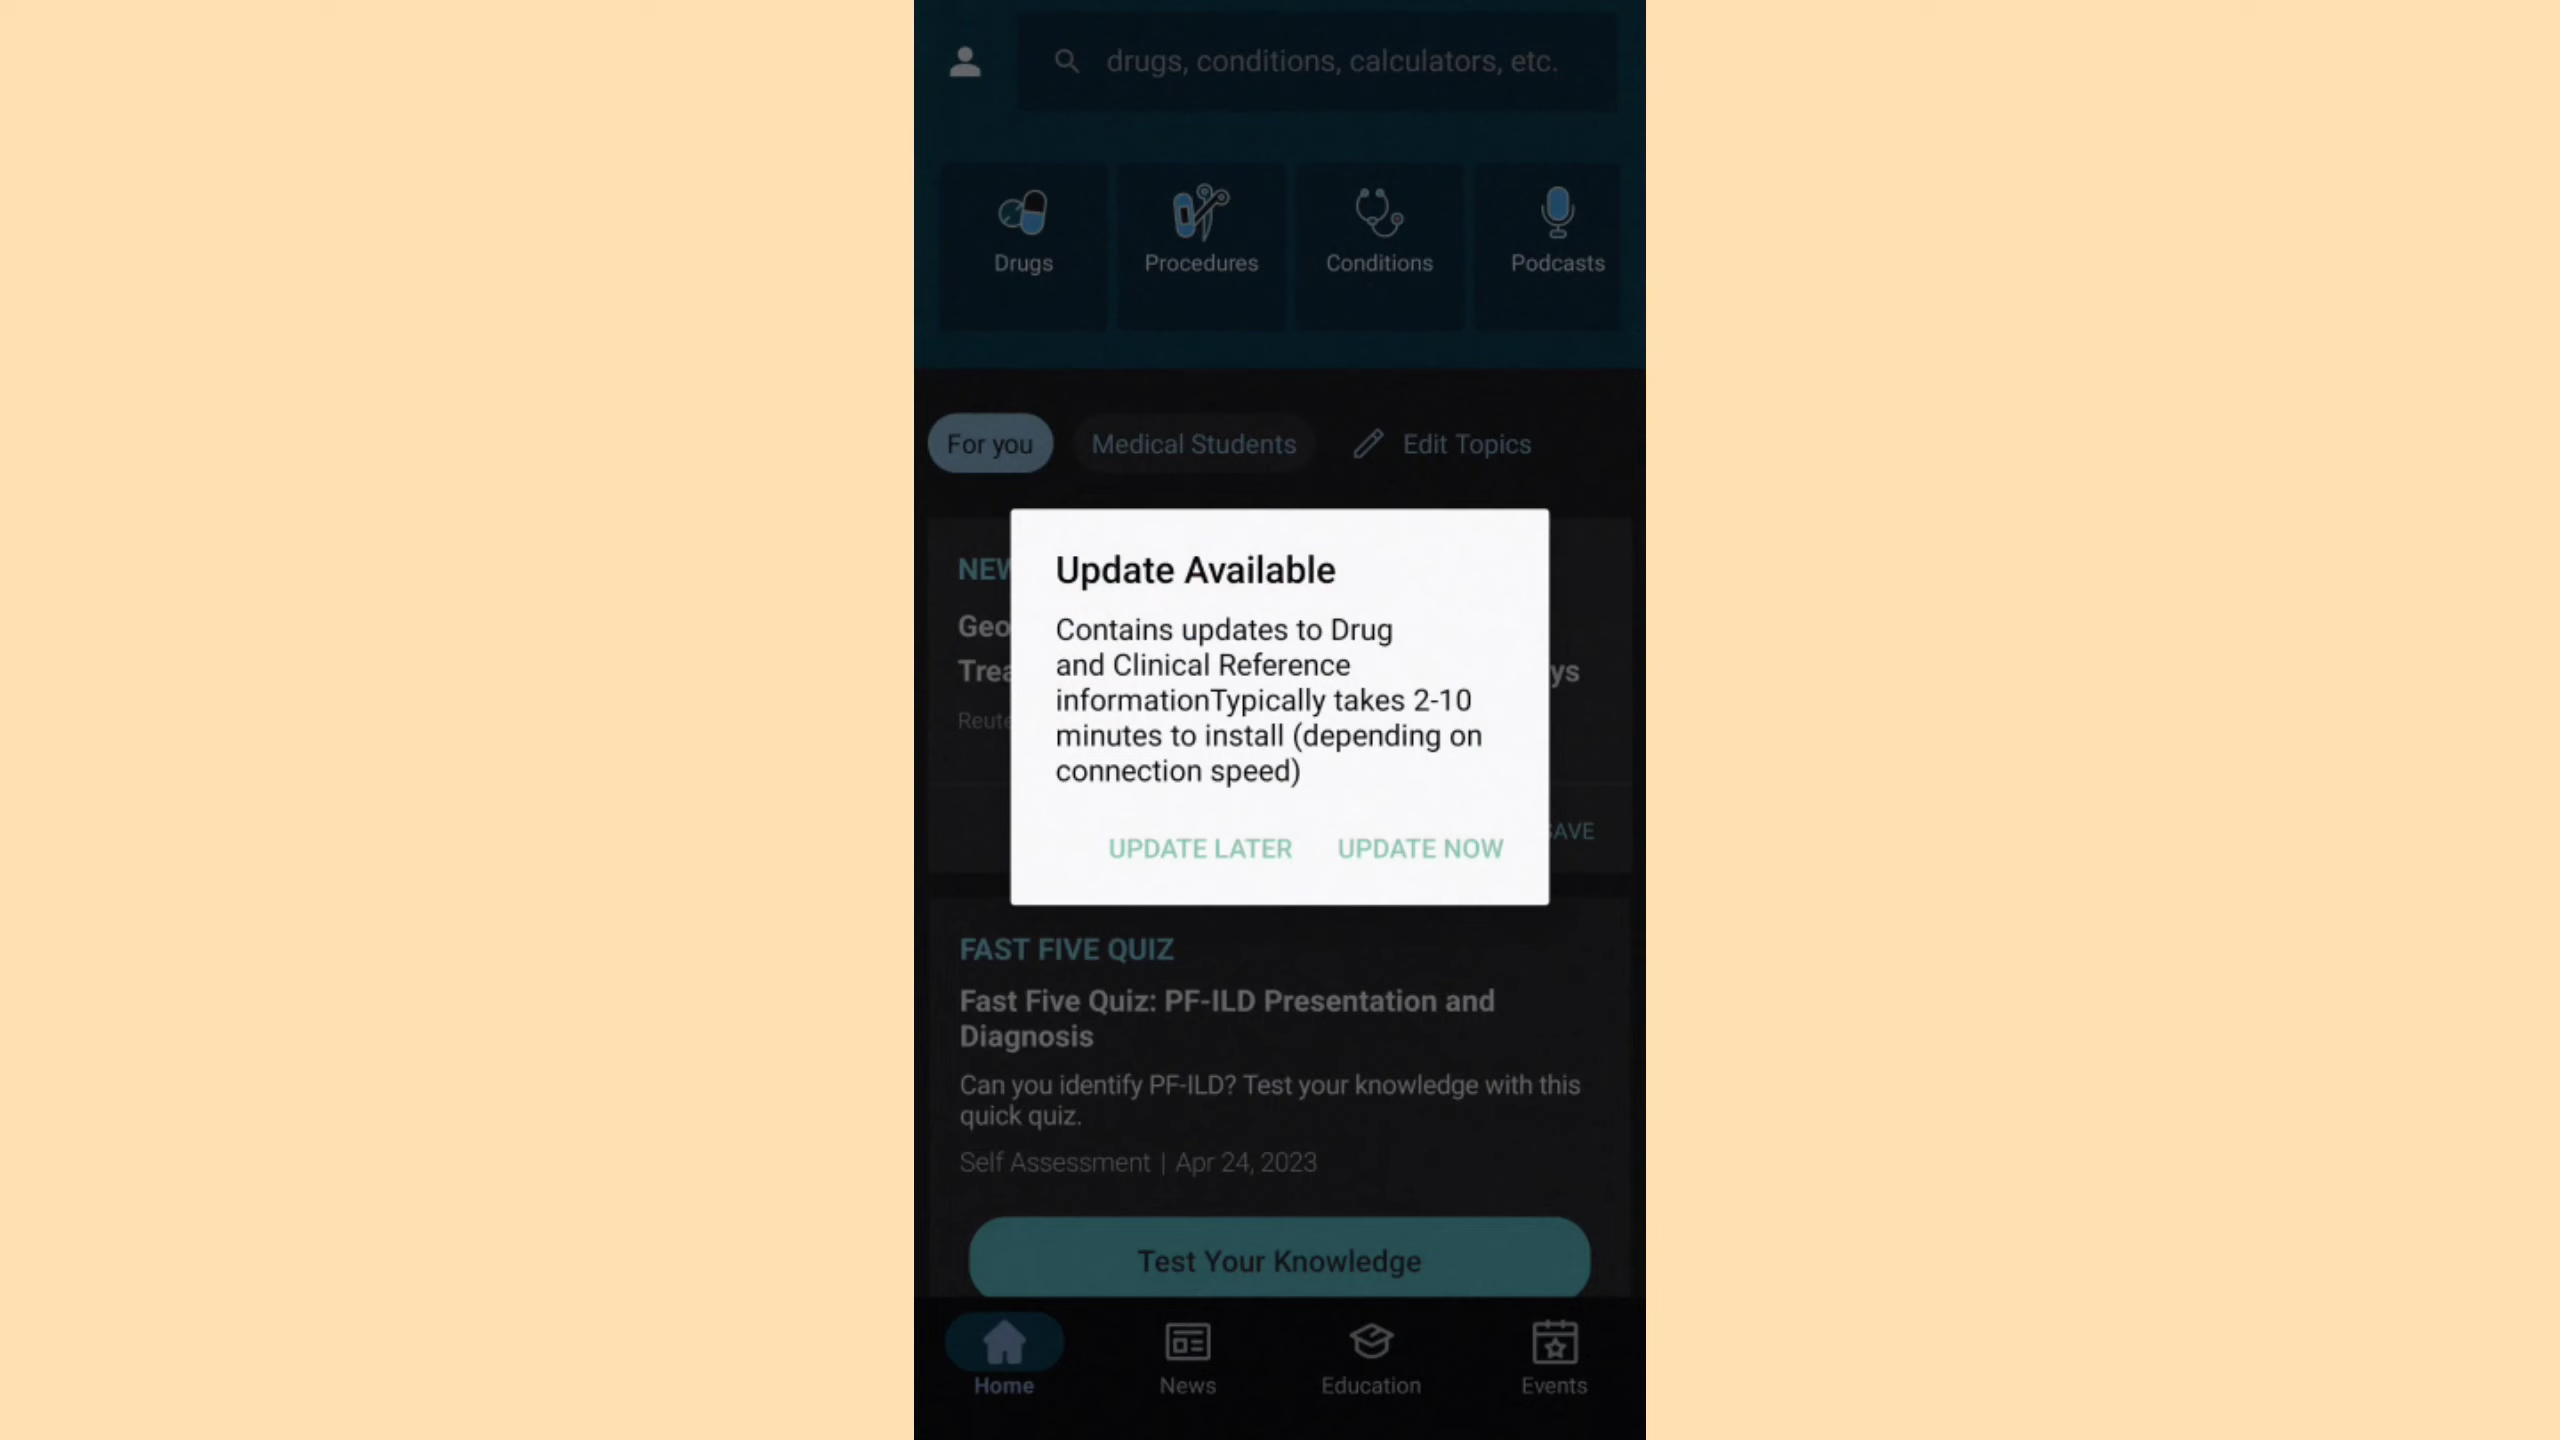 drugs, conditions, calculators, etc.
Drugs
Procedures
Conditions
Podcasts
For you
Medical Students
Edit Topics
Update Available
Contains updates to Drug
and Clinical Reference
informationTypically takes 2-10
minutes to install (depending on
connection speed)
UPDATE LATER
UPDATE NOW
FAST FIVE QUIZ
Fast Five Quiz: PF-ILD Presentation and
Diagnosis
Can you identify PF-ILD? Test your knowledge with this
quick quiz.
Self Assessment | Apr 24, 2023
Test Your Knowledge
Home
News
Education
Events